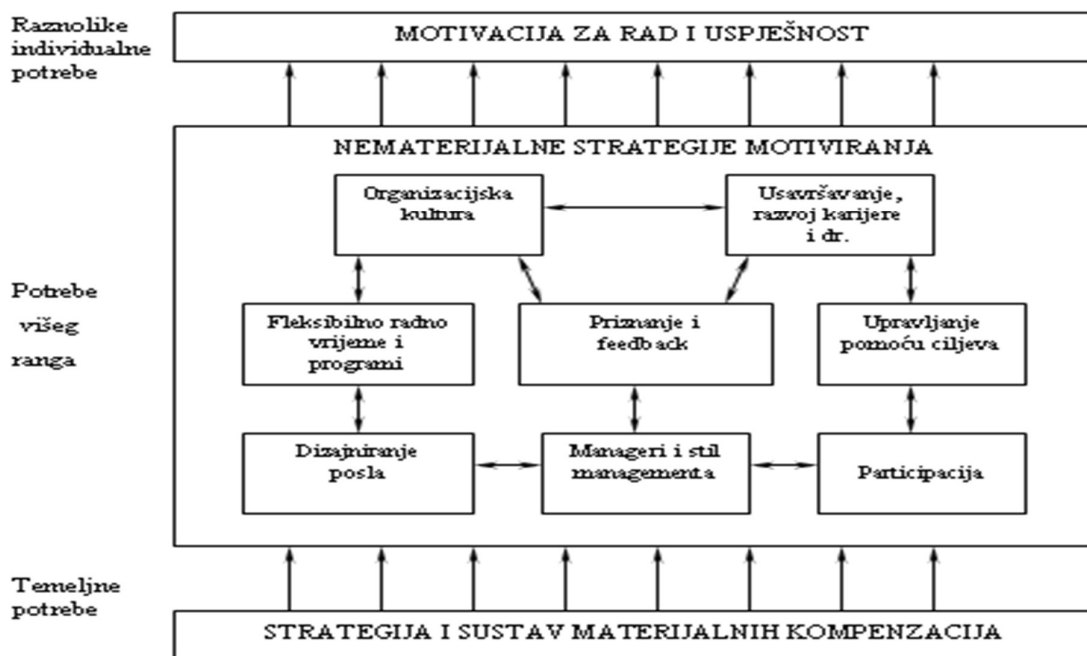 Raznolike
individualne
potrebe
MOTIVACIJA ZA RAD I USPJEŠNOST
NEMATERIJALNE STRATEGIJE MOTIVIRANJA
Organizacijska
kultura
Usavršavanje,
razvoj karijere
i dr.
Potrebe
višeg
ranga
Fleksibilno radno
vrijeme i
programi
Priznanje i
feedback
Upravljanje
pomoću ciljeva
Dizajniranje
posla
Manageri i stil
managementa
Participacija
Temeljne
potrebe
STRATEGIJA I SUSTAV MATERIJALNIH KOMPENZACIJA